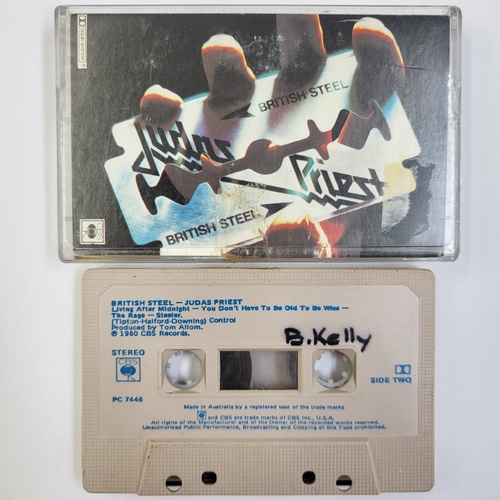 DOLBY SYSTEM
BRITISH STEEL
Judas
Priest
BRITISH STEEL
CBS
BRITISH STEEL — JUDAS PRIEST
Living After Midnight — You Don't Have To Be Old To Be Wise —
The Rage — Steeler.
(Tipton-Halford-Downing) Control
Produced by Tom Allom.
℗ 1980 CBS Records.
B.Kelly
STEREO
CBS
SIDE TWO
PC 7446
Made in Australia by a registered user of the trade marks
and CBS are trade marks of CBS Inc., U.S.A.
All rights of the Manufacturer and of the Owner of the recorded works reserved.
Unauthorized Public Performance, Broadcasting and Copying of this Tape prohibited.